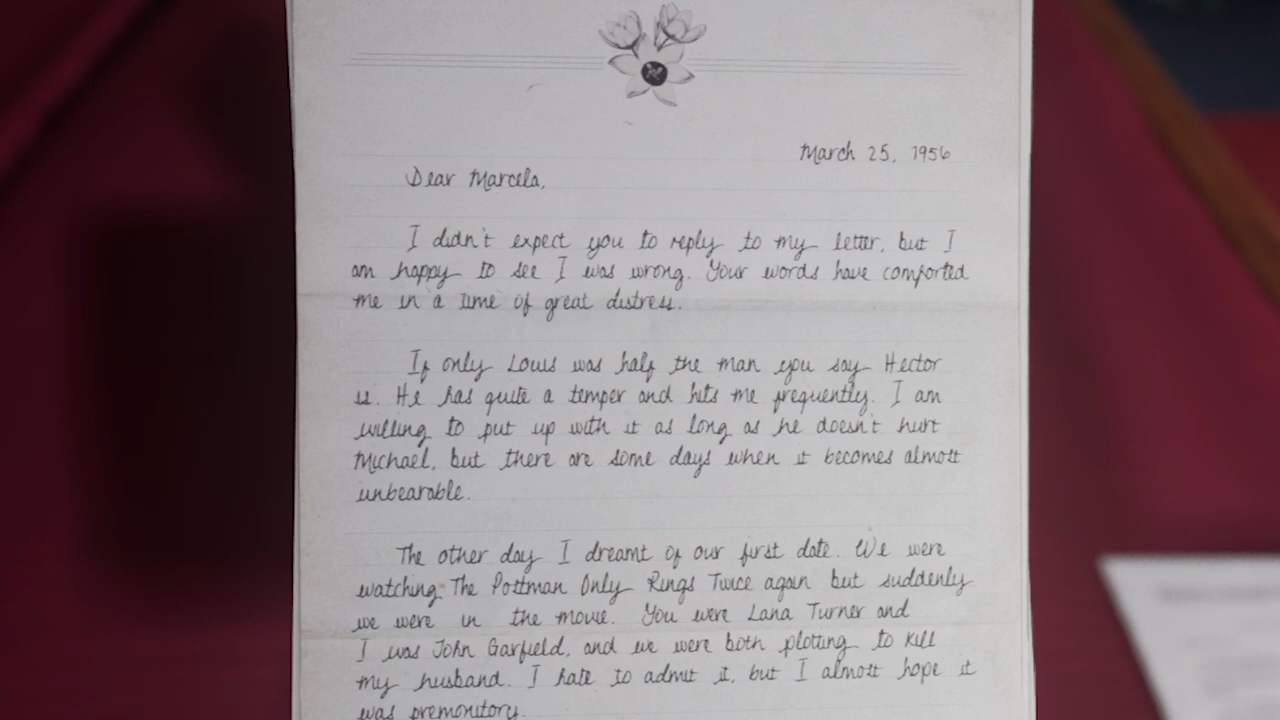 March 25, 1956
Dear Marcela,
I didn't expect you to reply to my letter, but I
am happy to see I was wrong. Your words have comforted
me in a time of great distress.
If only Louis was half the man you say Hector
is. He has quite a temper and hits me frequently. I am
willing to put up with it as long as he doesn't hurt
Michael, but there are some days when it becomes almost
unbearable.
The other day I dreamt of our first date. We were
watching The Postman Only Rings Twice again but suddenly
we were in the movie. You were Lana Turner and
I was John Garfield, and we were both plotting to kill
my husband. I hate to admit it, but I almost hope it
was premonitory.